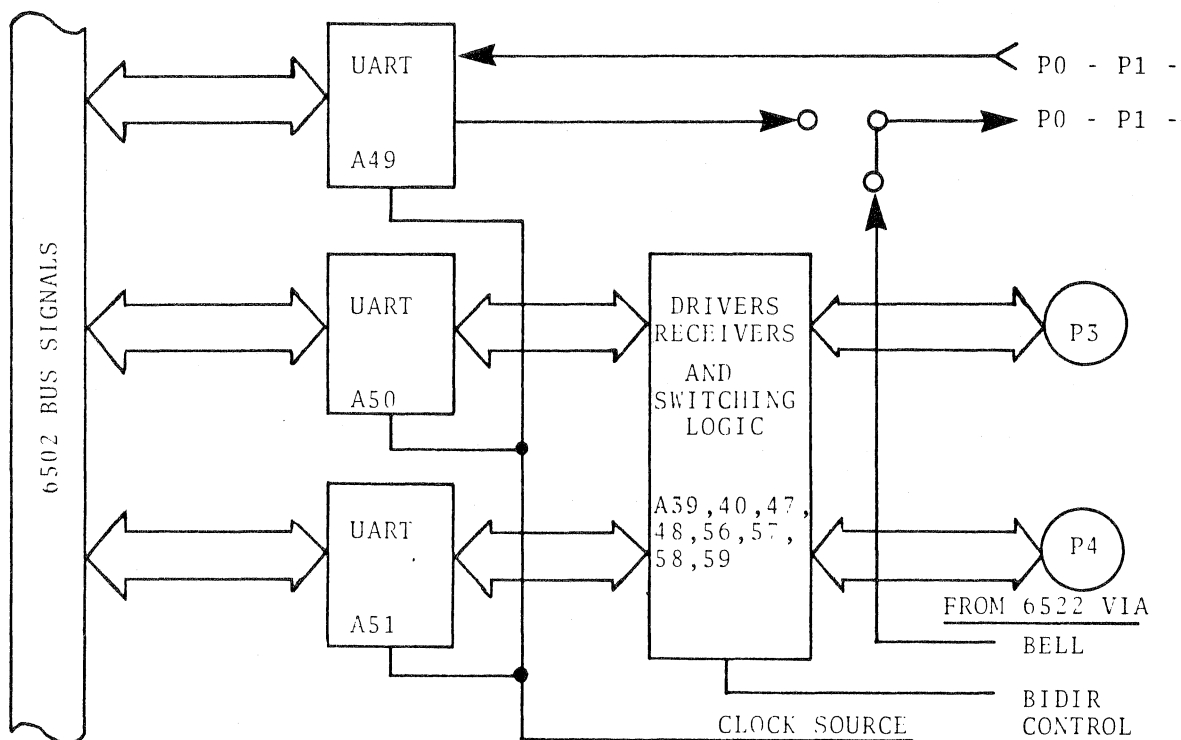 UART
A49
P0 - P1 -
P0 - P1 -
6502 BUS SIGNALS
UART
A50
DRIVERS
RECEIVERS
AND
SWITCHING
LOGIC
A39,40,47,
48,56,57,
58,59
P3
UART
A51
P4
FROM 6522 VIA
BELL
BIDIR
CONTROL
CLOCK SOURCE